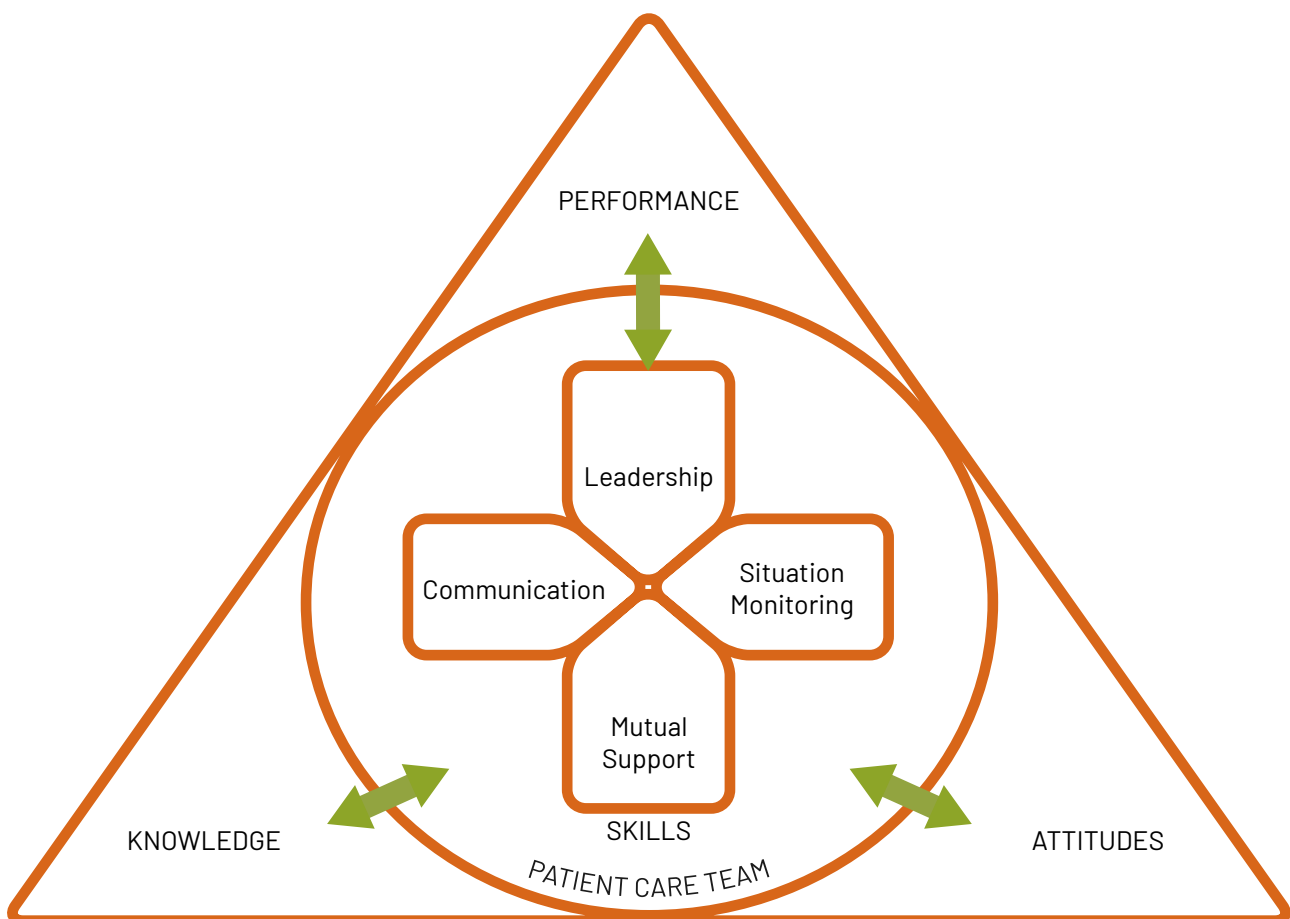 PERFORMANCE
Leadership
Communication
Situation
Monitoring
Mutual
Support
KNOWLEDGE
SKILLS
ATTITUDES
PATIENT CARE TEAM